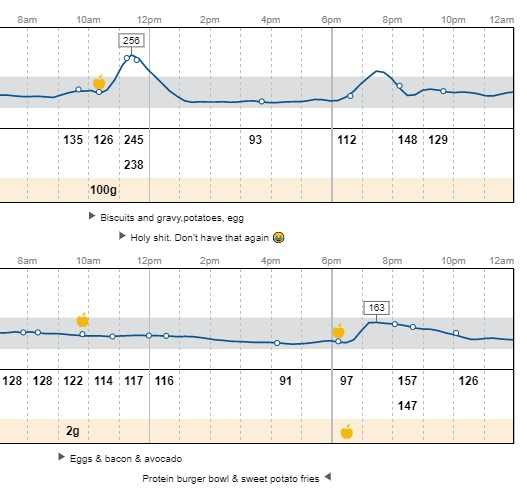 8am 10am 12pm 2pm 4pm 6pm 8pm 10pm 12am
256
135 126 245 93 112 148 129
238
100g
Biscuits and gravy,potatoes, egg
Holy shit. Don't have that again 😀
8am 10am 12pm 2pm 4pm 6pm 8pm 10pm 12am
163
128 128 122 114 117 116 91 97 157 126
147
2g
Eggs & bacon & avocado
Protein burger bowl & sweet potato fries